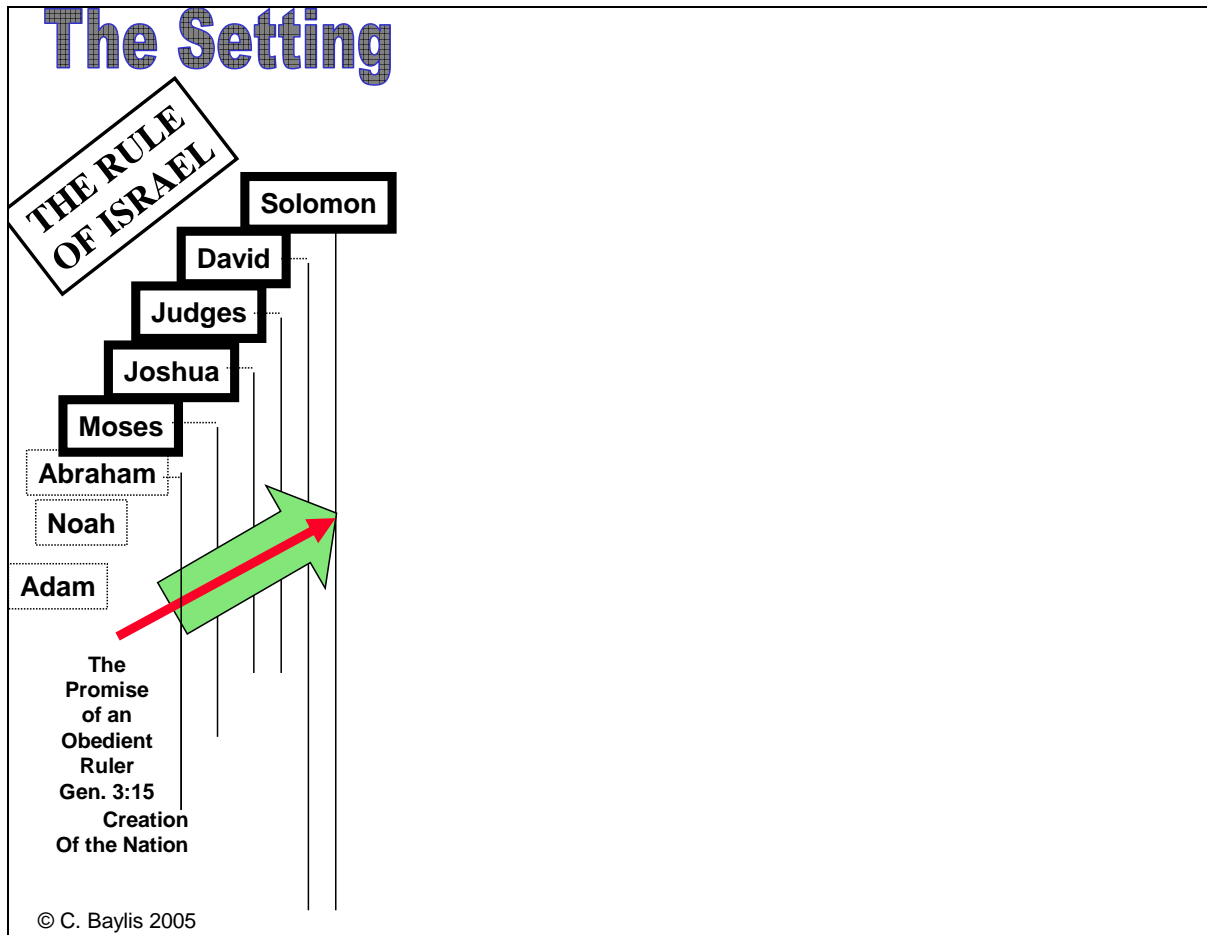 The Setting
THE RULE
OF ISRAEL
Solomon
David
Judges
Joshua
Moses
Abraham
Noah
Adam
The
Promise
of an
Obedient
Ruler
Gen. 3:15
Creation
Of the Nation
© C. Baylis 2005